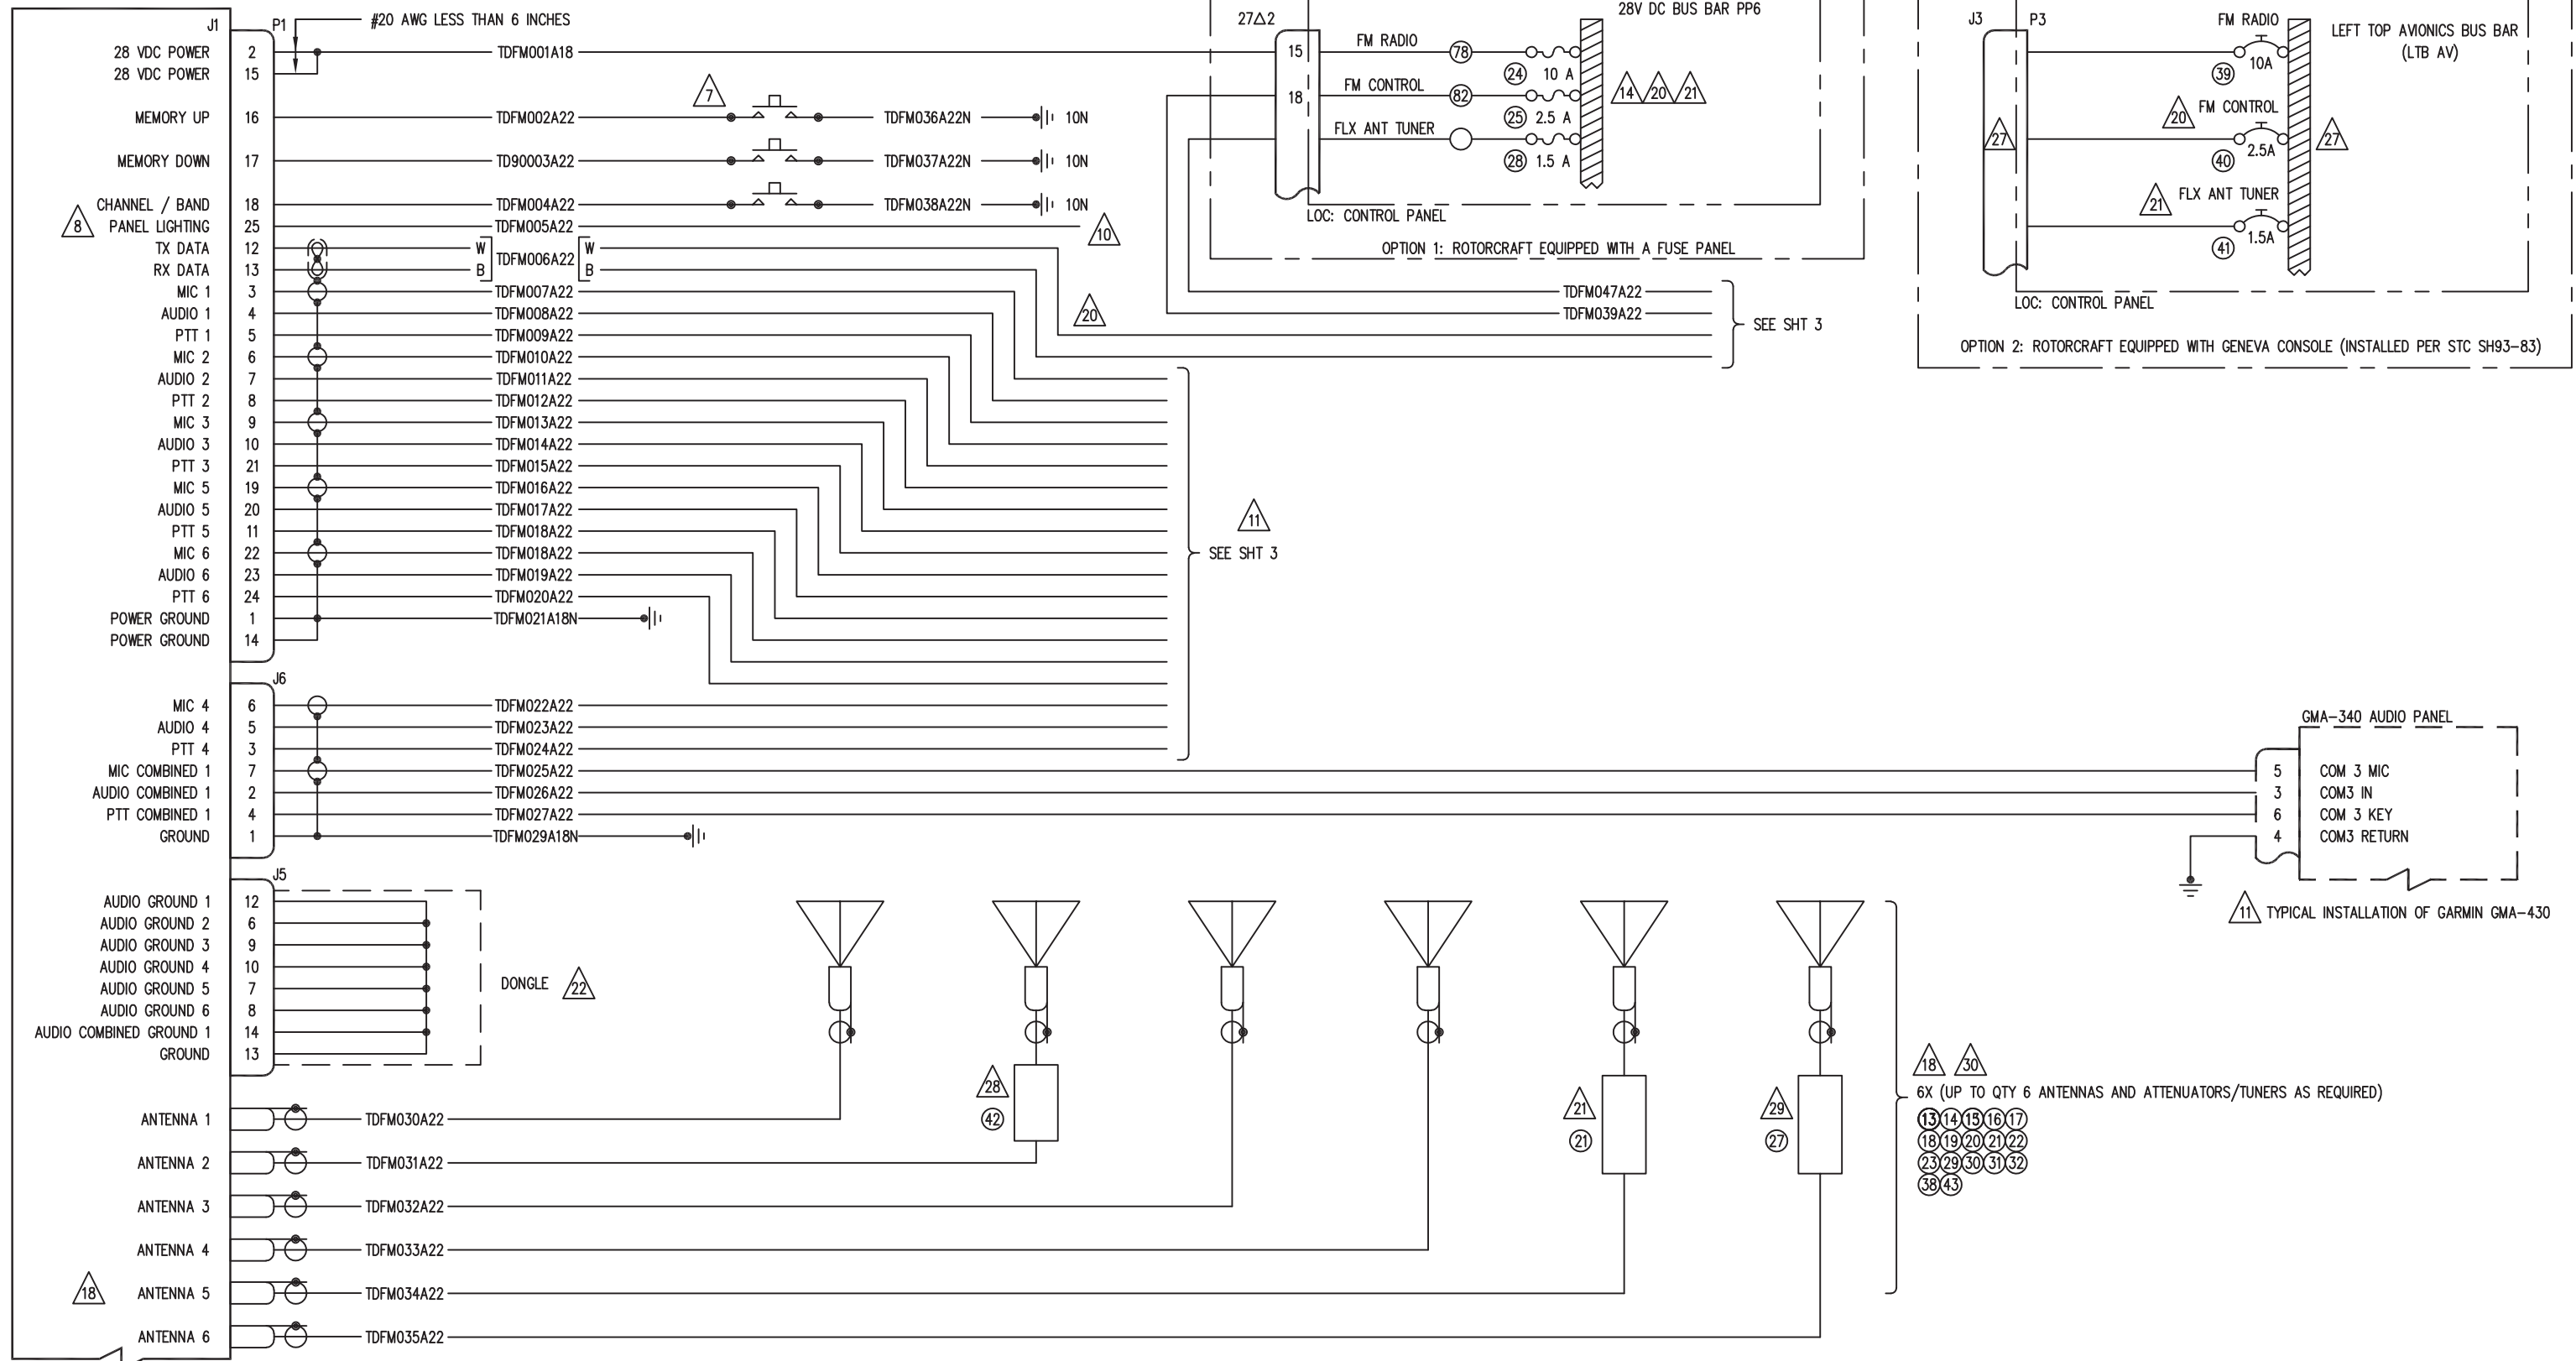 J1 P1 #20 AWG LESS THAN 6 INCHES
28 VDC POWER 2 TDFM001A18
28 VDC POWER 15
MEMORY UP 16 TDFM002A22 7 TDFM036A22N 10N
MEMORY DOWN 17 TD90003A22 TDFM037A22N 10N
CHANNEL / BAND 18 TDFM004A22 TDFM038A22N 10N
8 PANEL LIGHTING 25 TDFM005A22 10
TX DATA 12 W TDFM006A22 W
RX DATA 13 B B
MIC 1 3 TDFM007A22
AUDIO 1 4 TDFM008A22 20
PTT 1 5 TDFM009A22
MIC 2 6 TDFM010A22
AUDIO 2 7 TDFM011A22
PTT 2 8 TDFM012A22
MIC 3 9 TDFM013A22
AUDIO 3 10 TDFM014A22
PTT 3 21 TDFM015A22
MIC 5 19 TDFM016A22
AUDIO 5 20 TDFM017A22
PTT 5 11 TDFM018A22
MIC 6 22 TDFM018A22
AUDIO 6 23 TDFM019A22
PTT 6 24 TDFM020A22
POWER GROUND 1 TDFM021A18N
POWER GROUND 14
11
SEE SHT 3
28V DC BUS BAR PP6
27△2
15 FM RADIO 78 24 10 A
18 FM CONTROL 82 25 2.5 A
FLX ANT TUNER 28 1.5 A
14 20 21
LOC: CONTROL PANEL
OPTION 1: ROTORCRAFT EQUIPPED WITH A FUSE PANEL
TDFM047A22
TDFM039A22
SEE SHT 3
J3 P3
FM RADIO 39 10A
20 FM CONTROL 40 2.5A
21 FLX ANT TUNER 41 1.5A
27
27
LEFT TOP AVIONICS BUS BAR
(LTB AV)
LOC: CONTROL PANEL
OPTION 2: ROTORCRAFT EQUIPPED WITH GENEVA CONSOLE (INSTALLED PER STC SH93-83)
J6
MIC 4 6 TDFM022A22
AUDIO 4 5 TDFM023A22
PTT 4 3 TDFM024A22
MIC COMBINED 1 7 TDFM025A22
AUDIO COMBINED 1 2 TDFM026A22
PTT COMBINED 1 4 TDFM027A22
GROUND 1 TDFM029A18N
GMA-340 AUDIO PANEL
5 COM 3 MIC
3 COM3 IN
6 COM 3 KEY
4 COM3 RETURN
11 TYPICAL INSTALLATION OF GARMIN GMA-430
J5
AUDIO GROUND 1 12
AUDIO GROUND 2 6
AUDIO GROUND 3 9
AUDIO GROUND 4 10
AUDIO GROUND 5 7
AUDIO GROUND 6 8
AUDIO COMBINED GROUND 1 14
GROUND 13
DONGLE 22
28
42
21
21
29
27
18 30
6X (UP TO QTY 6 ANTENNAS AND ATTENUATORS/TUNERS AS REQUIRED)
13 14 15 16 17
18 19 20 21 22
23 29 30 31 32
38 43
ANTENNA 1 TDFM030A22
ANTENNA 2 TDFM031A22
ANTENNA 3 TDFM032A22
ANTENNA 4 TDFM033A22
18 ANTENNA 5 TDFM034A22
ANTENNA 6 TDFM035A22